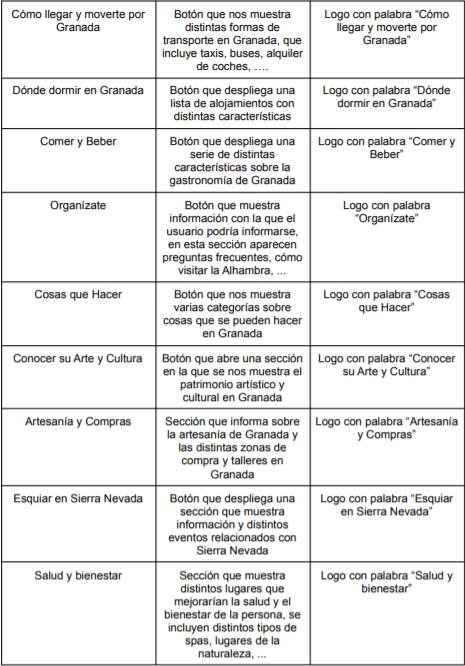 Cómo llegar y moverte por
Granada
Botón que nos muestra
distintas formas de
transporte en Granada, que
incluye taxis, buses, alquiler
de coches, ….
Logo con palabra “Cómo
llegar y moverte por
Granada”
Dónde dormir en Granada
Botón que despliega una
lista de alojamientos con
distintas características
Logo con palabra “Dónde
dormir en Granada”
Comer y Beber
Botón que despliega una
serie de distintas
características sobre la
gastronomía de Granada
Logo con palabra “Comer y
Beber”
Organízate
Botón que muestra
información con la que el
usuario podría informarse,
en esta sección aparecen
preguntas frecuentes, cómo
visitar la Alhambra, ...
Logo con palabra
“Organízate”
Cosas que Hacer
Botón que nos muestra
varias categorías sobre
cosas que se pueden hacer
en Granada
Logo con palabra “Cosas
que Hacer”
Conocer su Arte y Cultura
Botón que abre una sección
en la que se nos muestra el
patrimonio artístico y
cultural en Granada
Logo con palabra “Conocer
su Arte y Cultura”
Artesanía y Compras
Sección que informa sobre
la artesanía de Granada y
las distintas zonas de
compra y talleres en
Granada
Logo con palabra “Artesanía
y Compras”
Esquiar en Sierra Nevada
Botón que despliega una
sección que muestra
información y distintos
eventos relacionados con
Sierra Nevada
Logo con palabra “Esquiar
en Sierra Nevada”
Salud y bienestar
Sección que muestra
distintos lugares que
mejorarían la salud y el
bienestar de la persona, se
incluyen distintos tipos de
spas, lugares de la
naturaleza, ...
Logo con palabra “Salud y
bienestar”